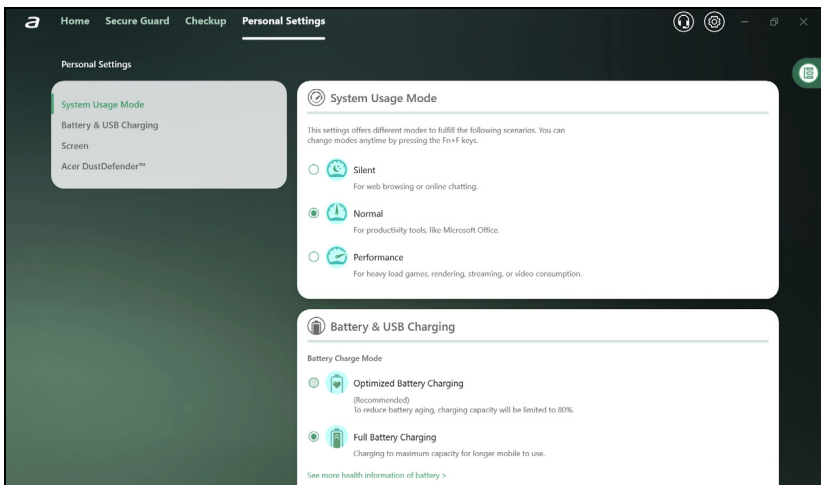 a Home Secure Guard Checkup Personal Settings
Personal Settings
System Usage Mode
Battery & USB Charging
Screen
Acer DustDefender™
System Usage Mode
This settings offers different modes to fulfill the following scenarios. You can
change modes anytime by pressing the Fn+F keys.
Silent
For web browsing or online chatting.
Normal
For productivity tools, like Microsoft Office.
Performance
For heavy load games, rendering, streaming, or video consumption.
Battery & USB Charging
Battery Charge Mode
Optimized Battery Charging
(Recommended)
To reduce battery aging, charging capacity will be limited to 80%.
Full Battery Charging
Charging to maximum capacity for longer mobile to use.
See more health information of battery >